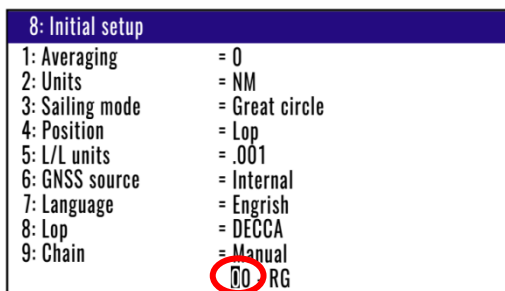 8: Initial setup
1: Averaging = 0
2: Units = NM
3: Sailing mode = Great circle
4: Position = Lop
5: L/L units = .001
6: GNSS source = Internal
7: Language = Engrish
8: Lop = DECCA
9: Chain = Manual
00 - RG